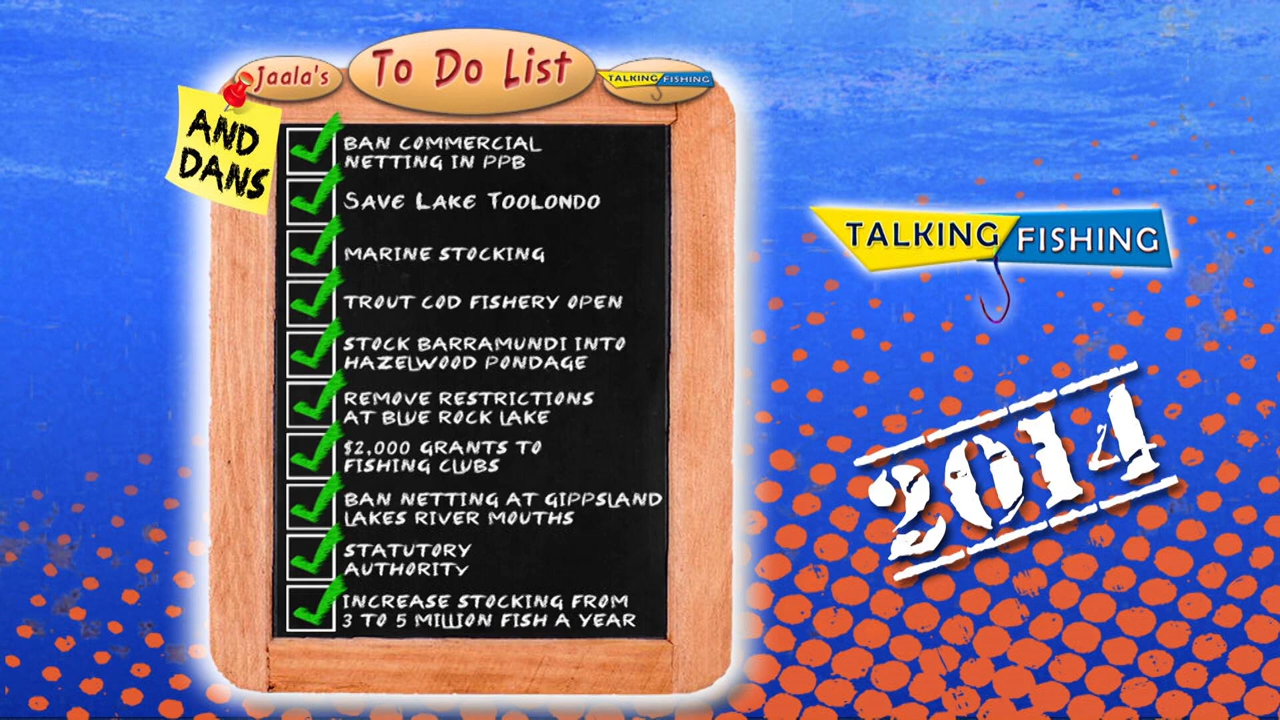 Jaala's
To Do List
TALKING FISHING
AND
DANS
BAN COMMERCIAL
NETTING IN PPB
SAVE LAKE TOOLONDO
MARINE STOCKING
TROUT COD FISHERY OPEN
STOCK BARRAMUNDI INTO
HAZELWOOD PONDAGE
REMOVE RESTRICTIONS
AT BLUE ROCK LAKE
$2,000 GRANTS TO
FISHING CLUBS
BAN NETTING AT GIPPSLAND
LAKES RIVER MOUTHS
STATUTORY
AUTHORITY
INCREASE STOCKING FROM
3 TO 5 MILLION FISH A YEAR
TALKING FISHING
2014